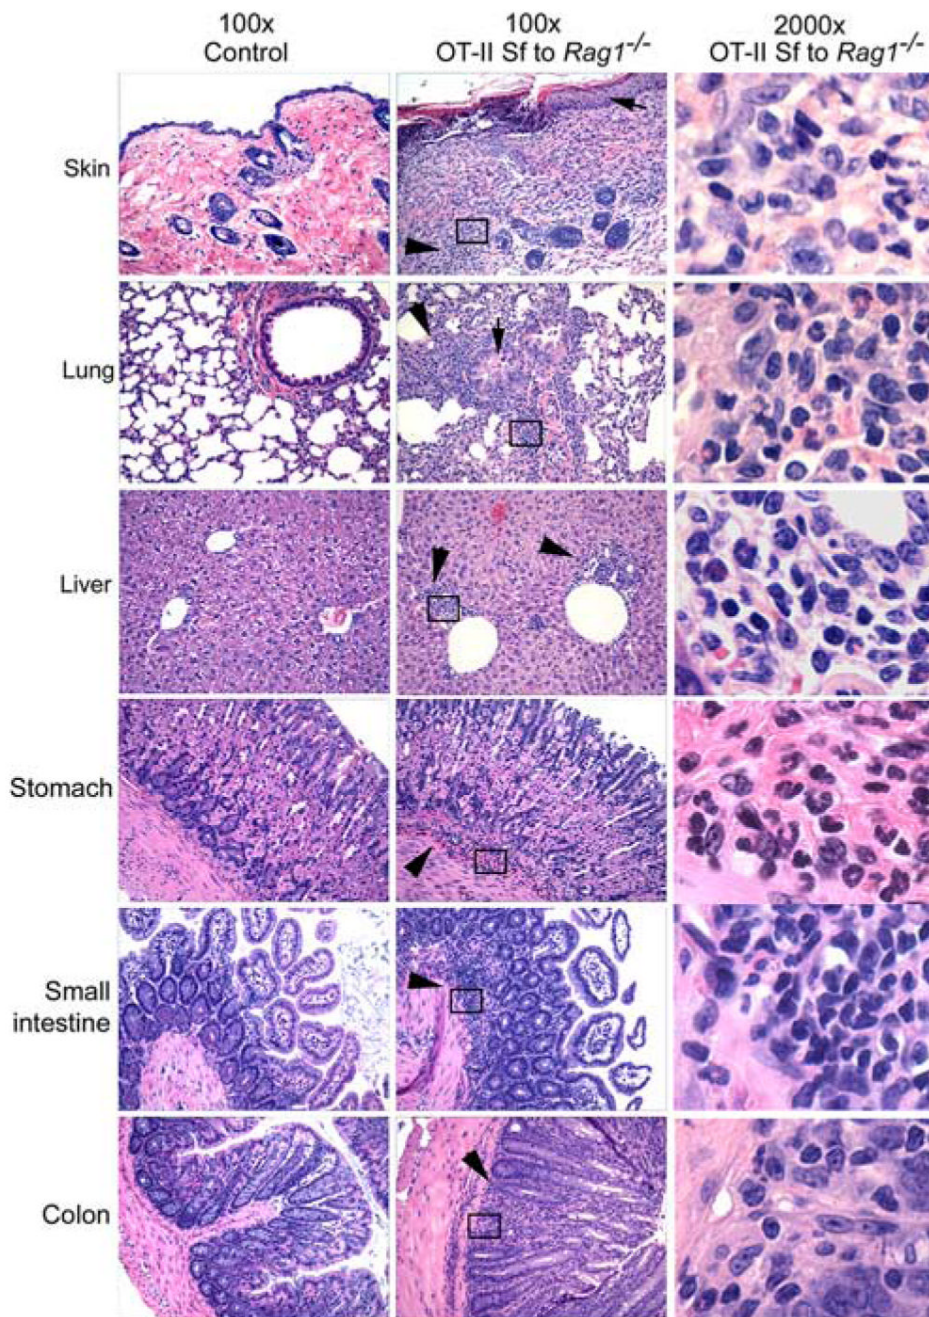 100x
Control
100x
OT-II Sf to Rag1-/-
2000x
OT-II Sf to Rag1-/-
Skin
Lung
Liver
Stomach
Small
intestine
Colon